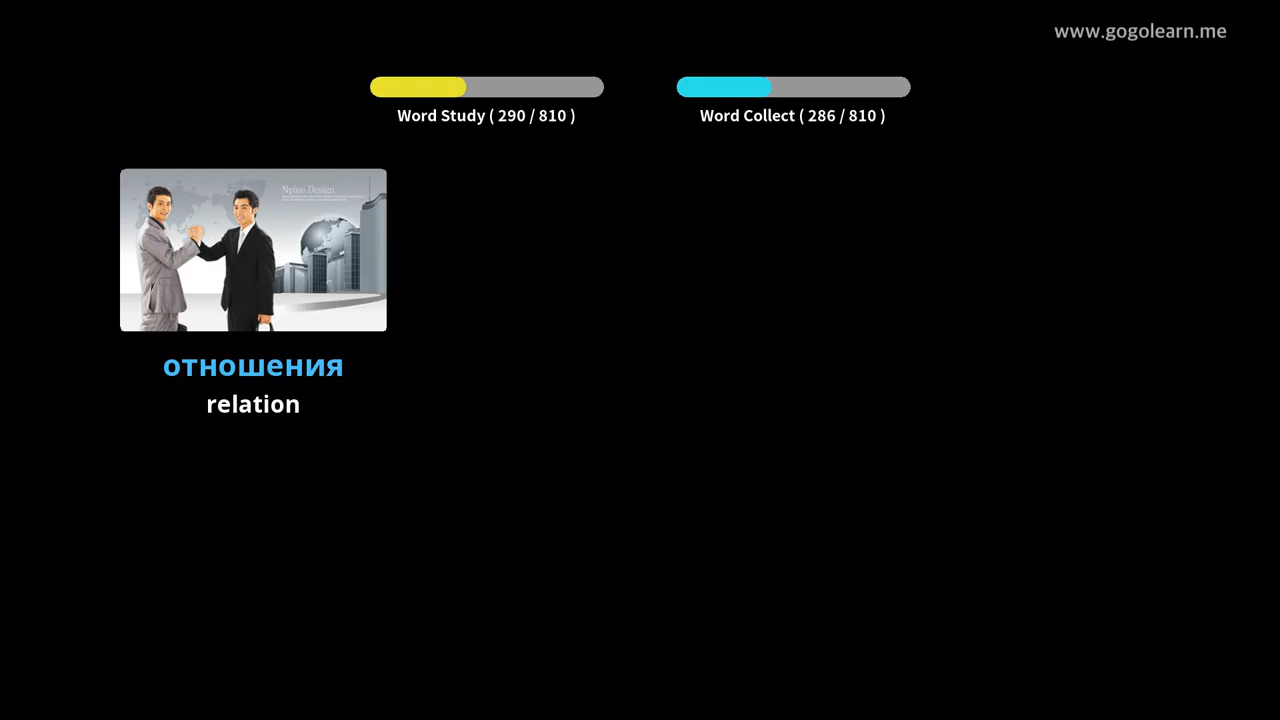 www.gogolearn.me
Word Study ( 290 / 810 )
Word Collect ( 286 / 810 )
Npine Design
отношения
relation